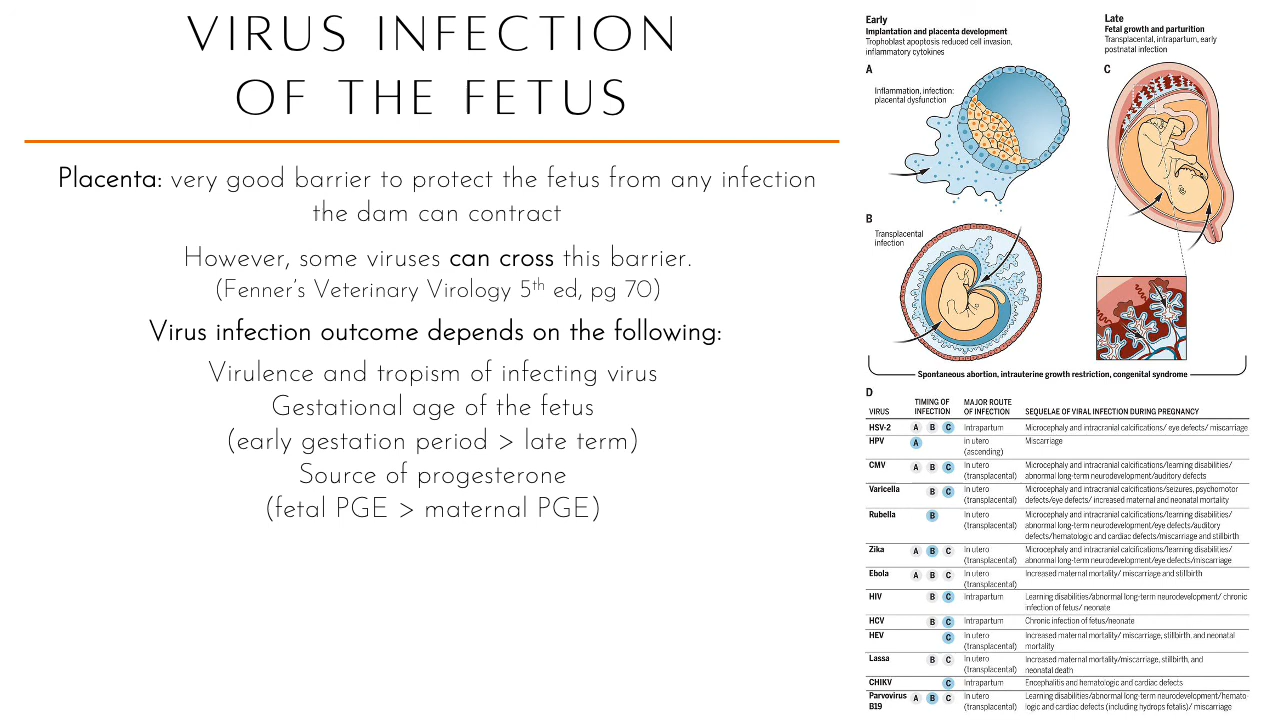 VIRUS INFECTION
OF THE FETUS
Placenta: very good barrier to protect the fetus from any infection
the dam can contract
However, some viruses can cross this barrier.
(Fenner's Veterinary Virology 5th ed, pg 70)
Virus infection outcome depends on the following:
Virulence and tropism of infecting virus
Gestational age of the fetus
(early gestation period > late term)
Source of progesterone
(fetal PGE > maternal PGE)
Early
Implantation and placenta development
Trophoblast apoptosis reduced cell invasion,
inflammatory cytokines
Late
Fetal growth and parturition
Transplacental, intrapartum, early
postnatal infection
A
Inflammation, infection:
placental dysfunction
C
B
Transplacental
infection
Spontaneous abortion, intrauterine growth restriction, congenital syndrome
D
VIRUS TIMING OF INFECTION MAJOR ROUTE OF INFECTION SEQUELAE OF VIRAL INFECTION DURING PREGNANCY
HSV-2 A B C Intrapartum Microcephaly and intracranial calcifications/ eye defects/ miscarriage
HPV A in utero Miscarriage
(ascending)
CMV A B C In utero Microcephaly and intracranial calcifications/learning disabilities/
(transplacental) abnormal long-term neurodevelopment/auditory defects
Varicella B C In utero Microcephaly and intracranial calcifications/seizures, psychomotor
(transplacental) defects/eye defects/ increased maternal and neonatal mortality
Rubella B In utero Microcephaly and intracranial calcifications/learning disabilities/
(transplacental) abnormal long-term neurodevelopment/eye defects/auditory
defects/hematologic and cardiac defects/miscarriage and stillbirth
Zika A B C In utero Microcephaly and intracranial calcifications/learning disabilities/
(transplacental) abnormal long-term neurodevelopment/eye defects/miscarriage
Ebola A B C In utero Increased maternal mortality/ miscarriage and stillbirth
(transplacental)
HIV B C Intrapartum Learning disabilities/abnormal long-term neurodevelopment/ chronic
infection of fetus/ neonate
HCV B C Intrapartum Chronic infection of fetus/neonate
HEV C In utero Increased maternal mortality/ miscarriage, stillbirth, and neonatal
(transplacental) mortality
Lassa B C In utero Increased maternal mortality/miscarriage, stillbirth, and
(transplacental) neonatal death
CHIKV C Intrapartum Encephalitis and hematologic and cardiac defects
Parvovirus A B C In utero Learning disabilities/abnormal long-term neurodevelopment/hemato-
B19 (transplacental) logic and cardiac defects (including hydrops fetalis)/ miscarriage